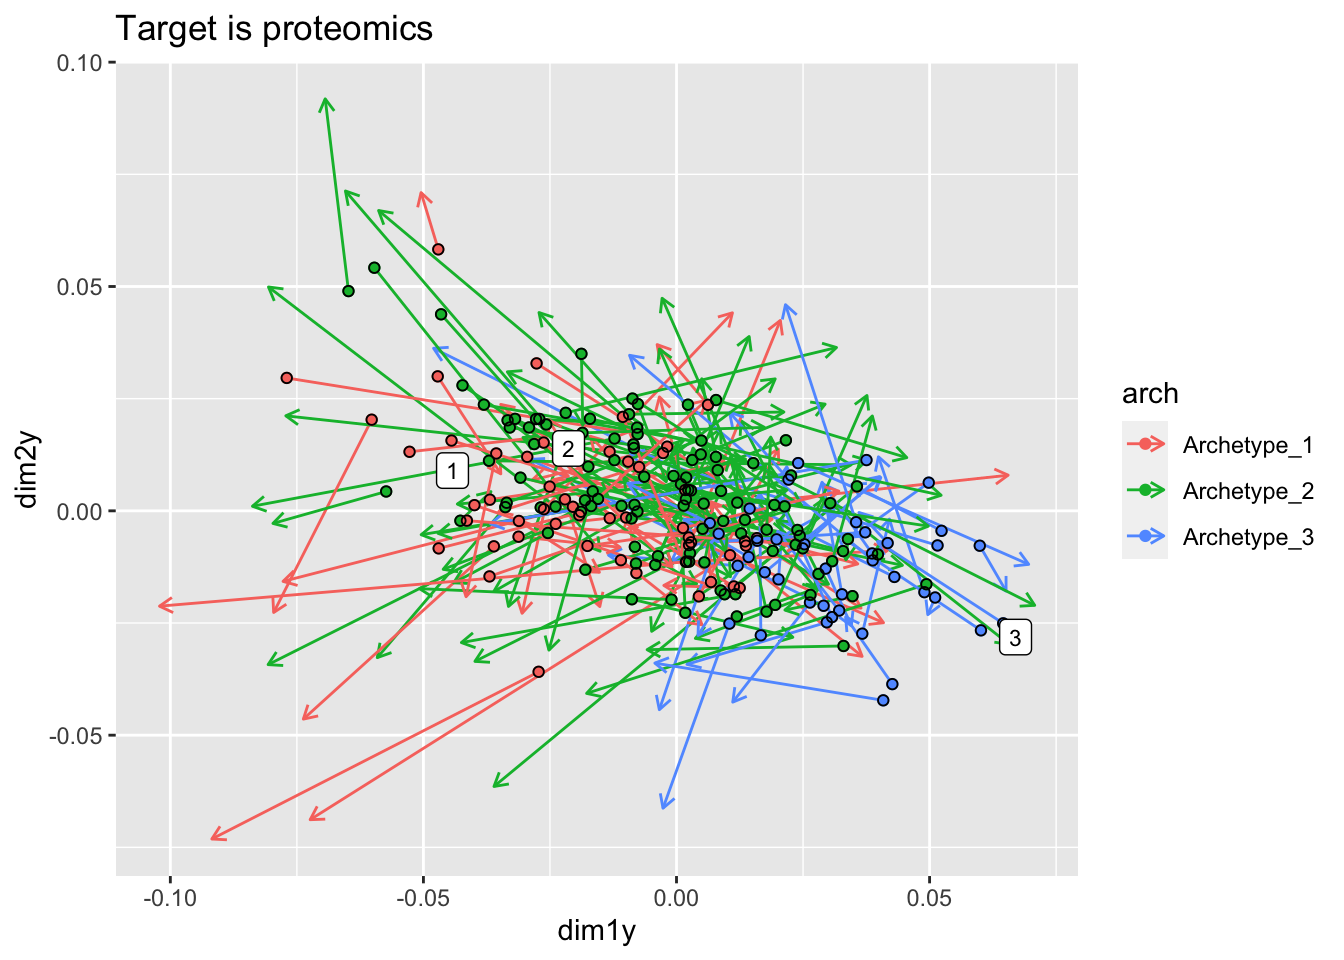 Target is proteomics
0.10
0.05
0.00
-0.05
dim2y
1
2
3
-0.10
-0.05
0.00
0.05
dim1y
arch
Archetype_1
Archetype_2
Archetype_3